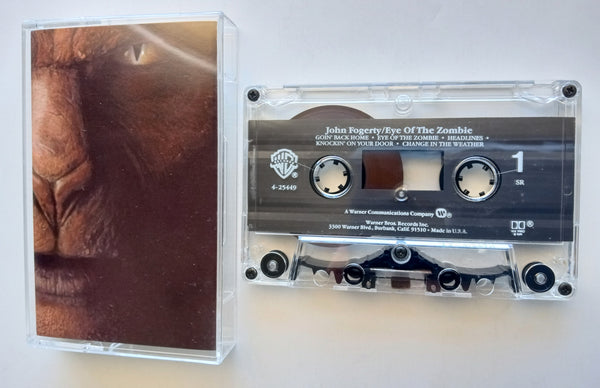 John Fogerty/Eye Of The Zombie
GOIN' BACK HOME • EYE OF THE ZOMBIE • HEADLINES •
KNOCKIN' ON YOUR DOOR • CHANGE IN THE WEATHER
4-25449
1
SR
A Warner Communications Company
Warner Bros. Records Inc.
3300 Warner Blvd., Burbank, Calif. 91510 • Made in U.S.A.